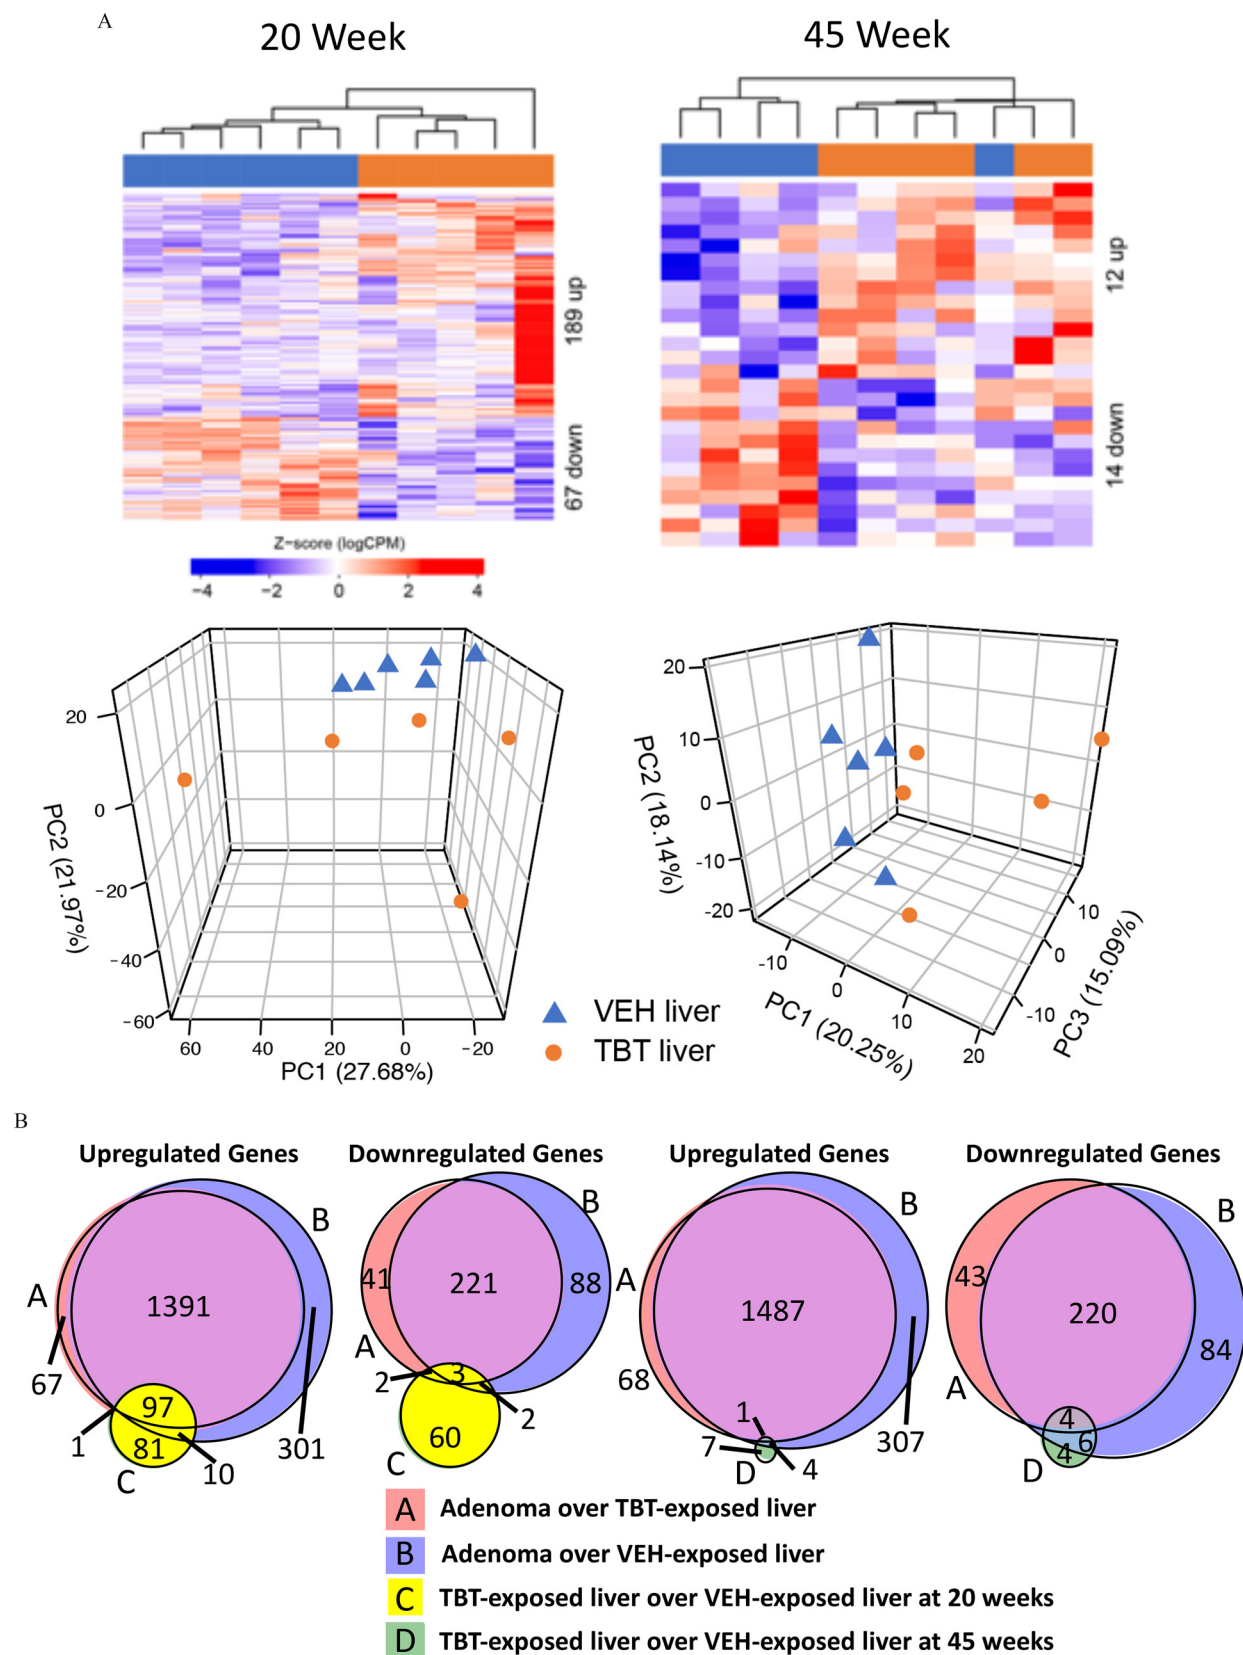 A
20 Week
45 Week
189 up
67 down
12 up
14 down
Z-score (logCPM)
-4 -2 0 2 4
20
0
-20
-40
-60
PC2 (21.97%)
60 40 20 0 -20
PC1 (27.68%)
20
10
0
-10
-20
PC2 (18.14%)
-10
0
10
20
PC1 (20.25%)
10
0
-10
PC3 (15.09%)
VEH liver
TBT liver
B
Upregulated Genes
Downregulated Genes
Upregulated Genes
Downregulated Genes
A
B
1391
67
97
1
81
10
301
C
B
41
221
88
A
2
3
2
60
C
A
B
1487
68
1
7
4
307
D
B
43
220
84
A
4
6
4
D
A Adenoma over TBT-exposed liver
B Adenoma over VEH-exposed liver
C TBT-exposed liver over VEH-exposed liver at 20 weeks
D TBT-exposed liver over VEH-exposed liver at 45 weeks